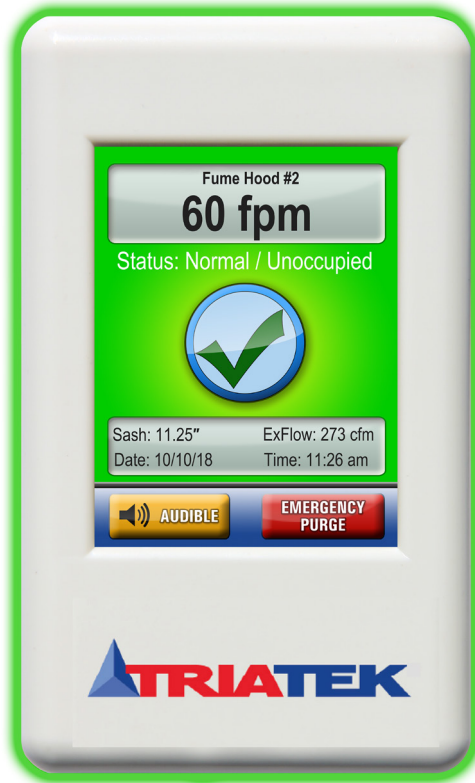 Fume Hood #2
60 fpm
Status: Normal / Unoccupied
Sash: 11.25″ ExFlow: 273 cfm
Date: 10/10/18 Time: 11:26 am
AUDIBLE EMERGENCY
PURGE
TRIATEK